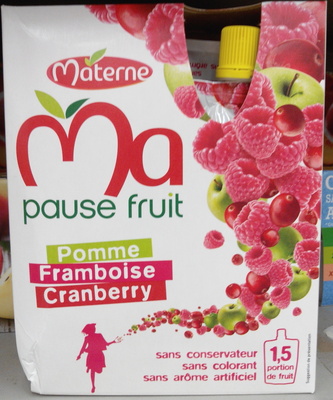 Materne
Ma
pause fruit
Pomme
Framboise
Cranberry
sans conservateur
sans colorant
sans arôme artificiel
1,5
portion
de fruit